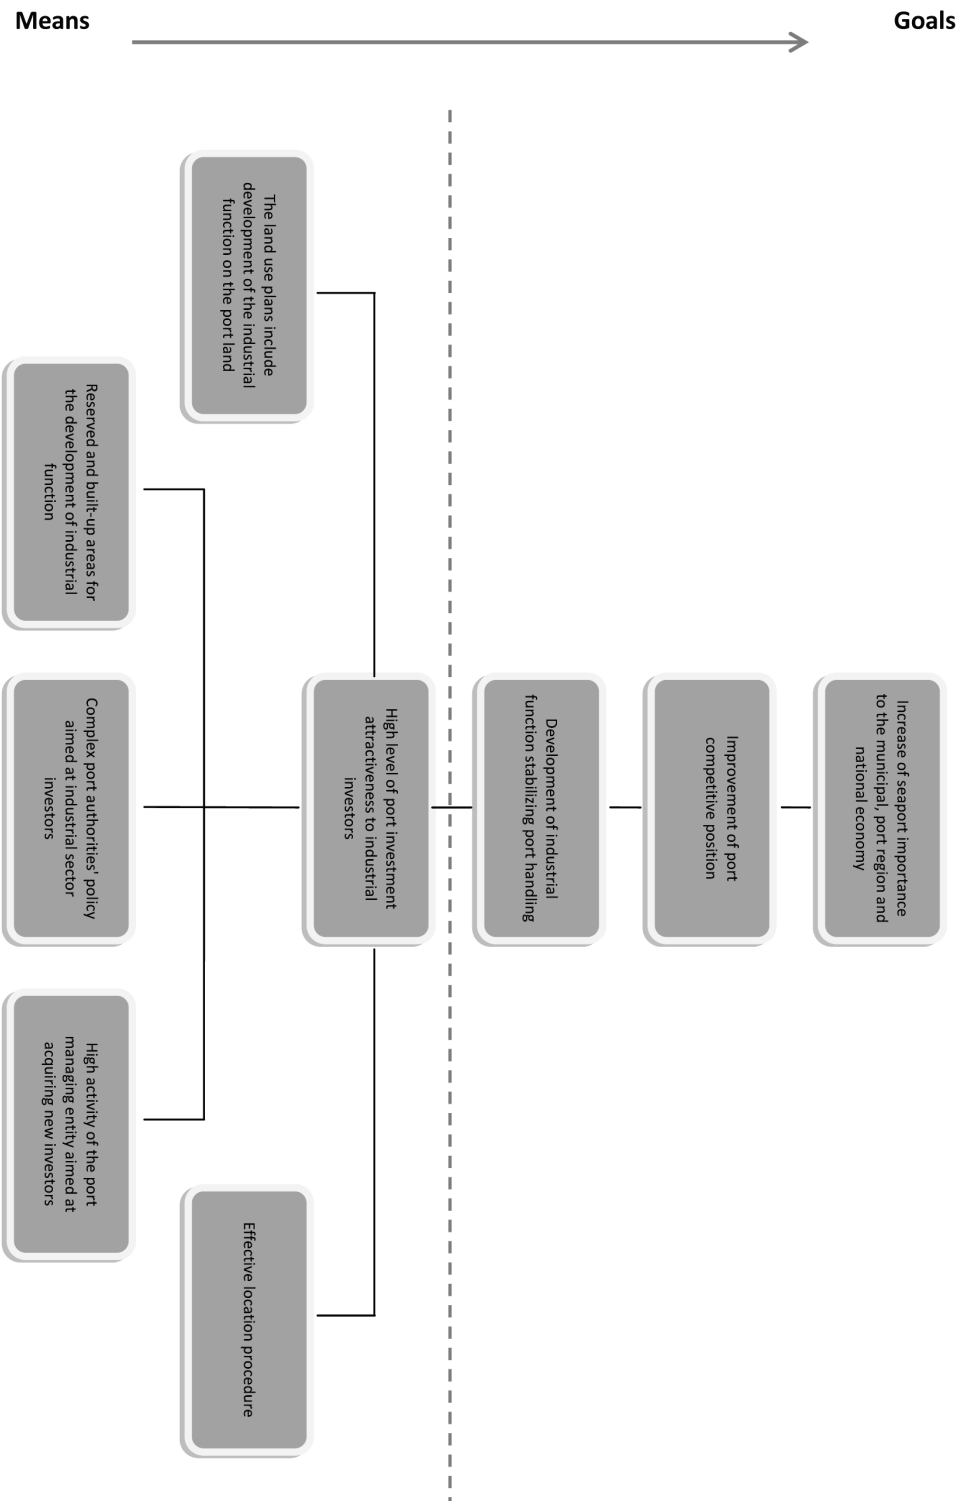 Means
Goals
The land use plans include
development of the industrial
function on the port land
Reserved and built-up areas for
the development of industrial
function
Complex port authorities' policy
aimed at industrial sector
investors
High activity of the port
managing entity aimed at
acquiring new investors
Effective location procedure
High level of port investment
attractiveness to industrial
investors
Development of industrial
function stabilizing port handling
Improvement of port
competitive position
Increase of seaport importance
to the municipal, port region and
national economy